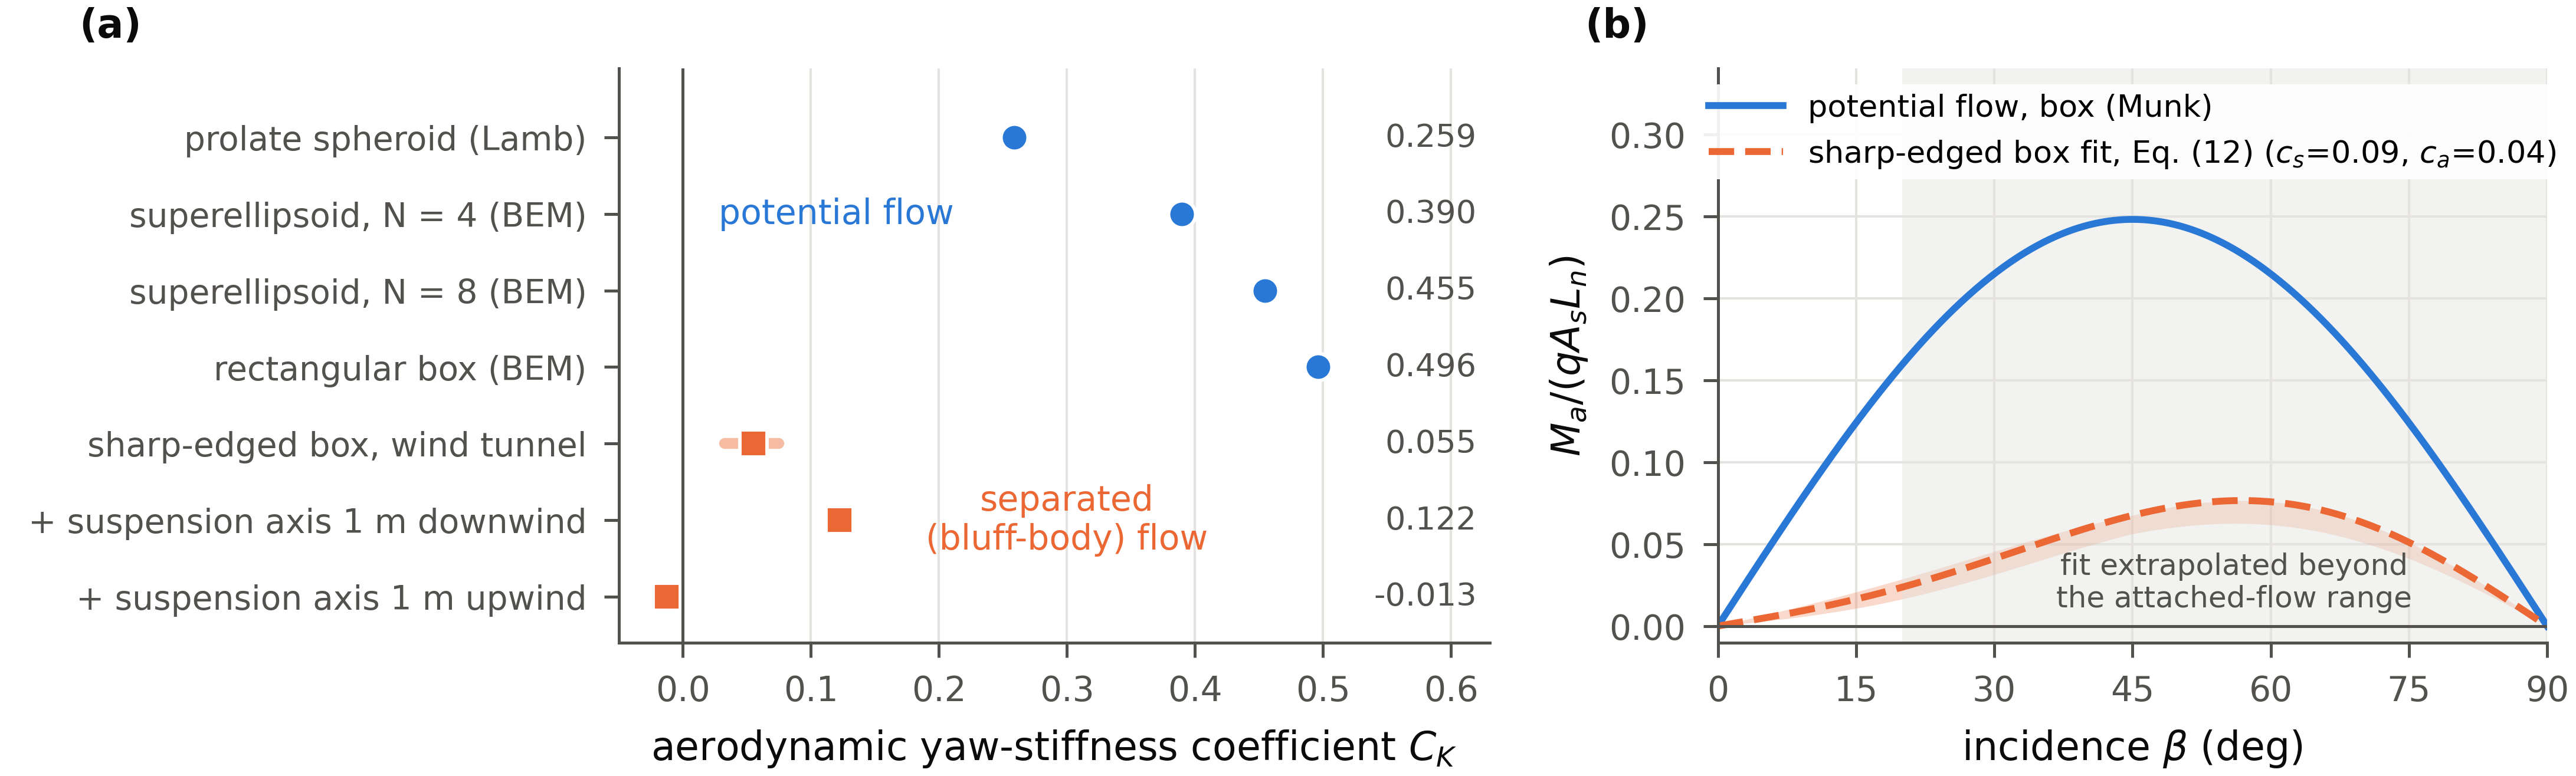 (a)
prolate spheroid (Lamb)
0.259
superellipsoid, N = 4 (BEM)
potential flow
0.390
superellipsoid, N = 8 (BEM)
0.455
rectangular box (BEM)
0.496
sharp-edged box, wind tunnel
0.055
+ suspension axis 1 m downwind
separated
(bluff-body) flow
0.122
+ suspension axis 1 m upwind
-0.013
0.0 0.1 0.2 0.3 0.4 0.5 0.6
aerodynamic yaw-stiffness coefficient C_K
(b)
potential flow, box (Munk)
sharp-edged box fit, Eq. (12) (c_s=0.09, c_a=0.04)
M_a/(qA_sL_n)
0.30
0.25
0.20
0.15
0.10
0.05
0.00
fit extrapolated beyond
the attached-flow range
0 15 30 45 60 75 90
incidence β (deg)